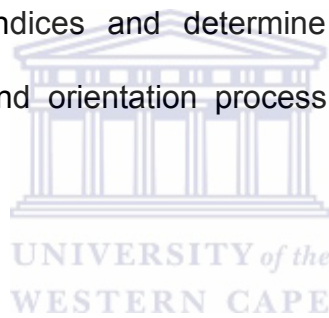 ndices and determine
nd orientation process
UNIVERSITY of the
WESTERN CAPE